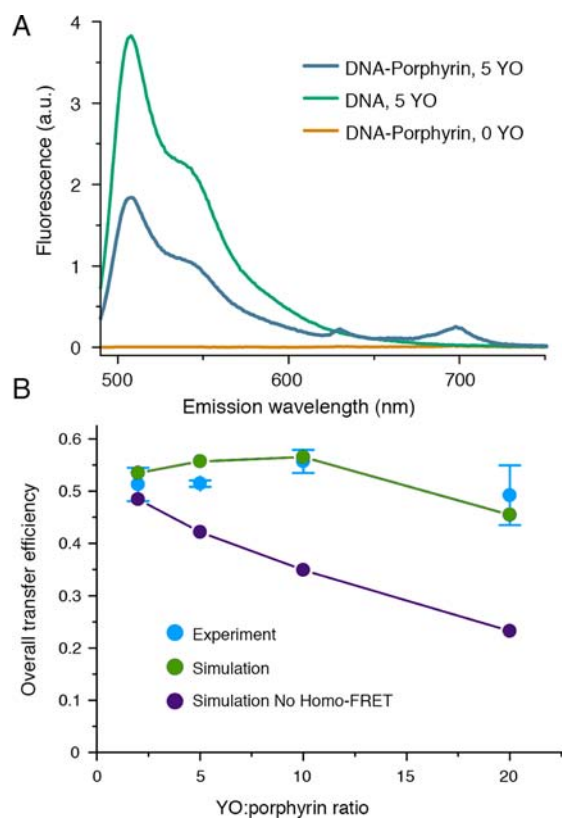 A
4
3
2
1
0
Fluorescence (a.u.)
DNA-Porphyrin, 5 YO
DNA, 5 YO
DNA-Porphyrin, 0 YO
500
600
700
Emission wavelength (nm)
B
0.6
0.5
0.4
0.3
0.2
0.1
0
Overall transfer efficiency
Experiment
Simulation
Simulation No Homo-FRET
0
5
10
15
20
YO:porphyrin ratio